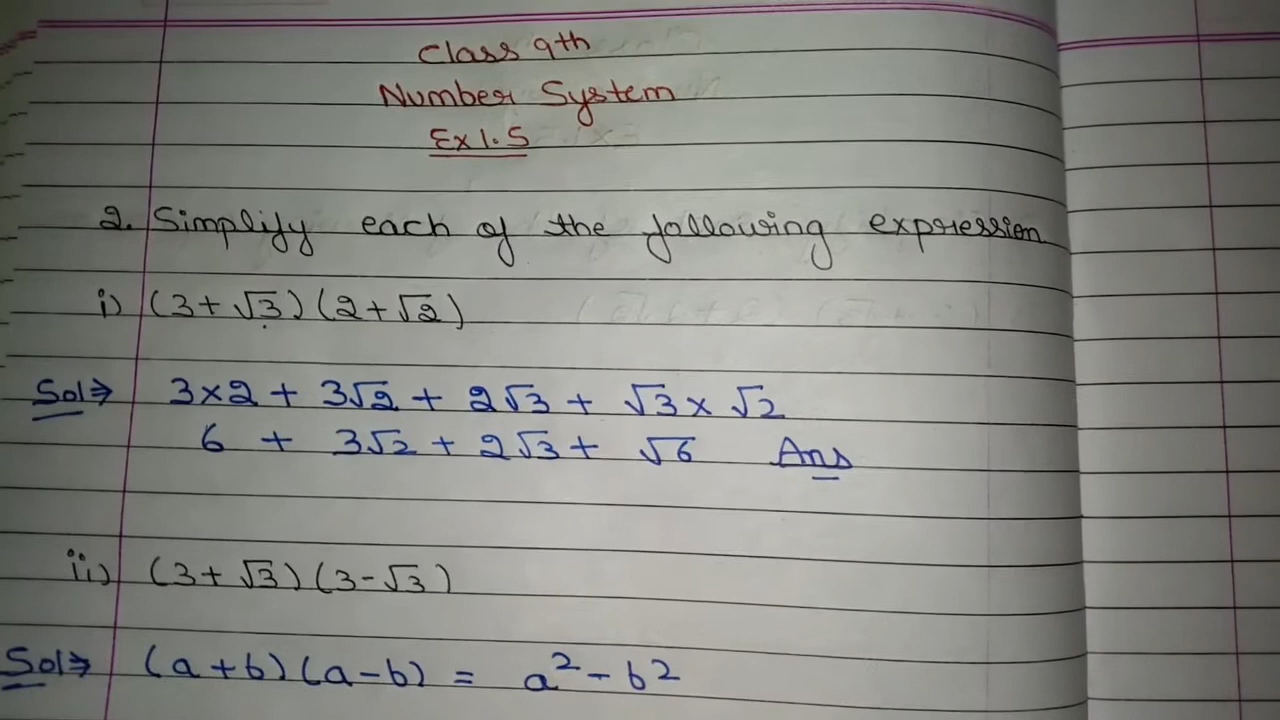 Class 9th
Number System
Ex 1.5
2. Simplify each of the following expression
i) (3+√3)(2+√2)
Sol⇒ 3×2 + 3√2 + 2√3 + √3 × √2
6 + 3√2 + 2√3 + √6 Ans
ii) (3+√3)(3-√3)
Sol⇒ (a+b)(a-b) = a² - b²